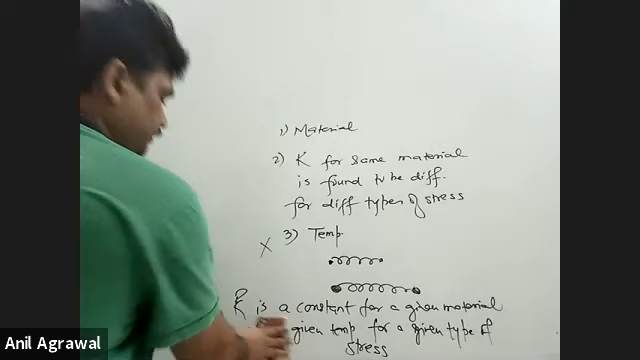 1) Material
2) K for same material
is found to be diff.
for diff types of stress
X 3) Temp
K is a constant for a given material
given temp for a given type of
stress
Anil Agrawal